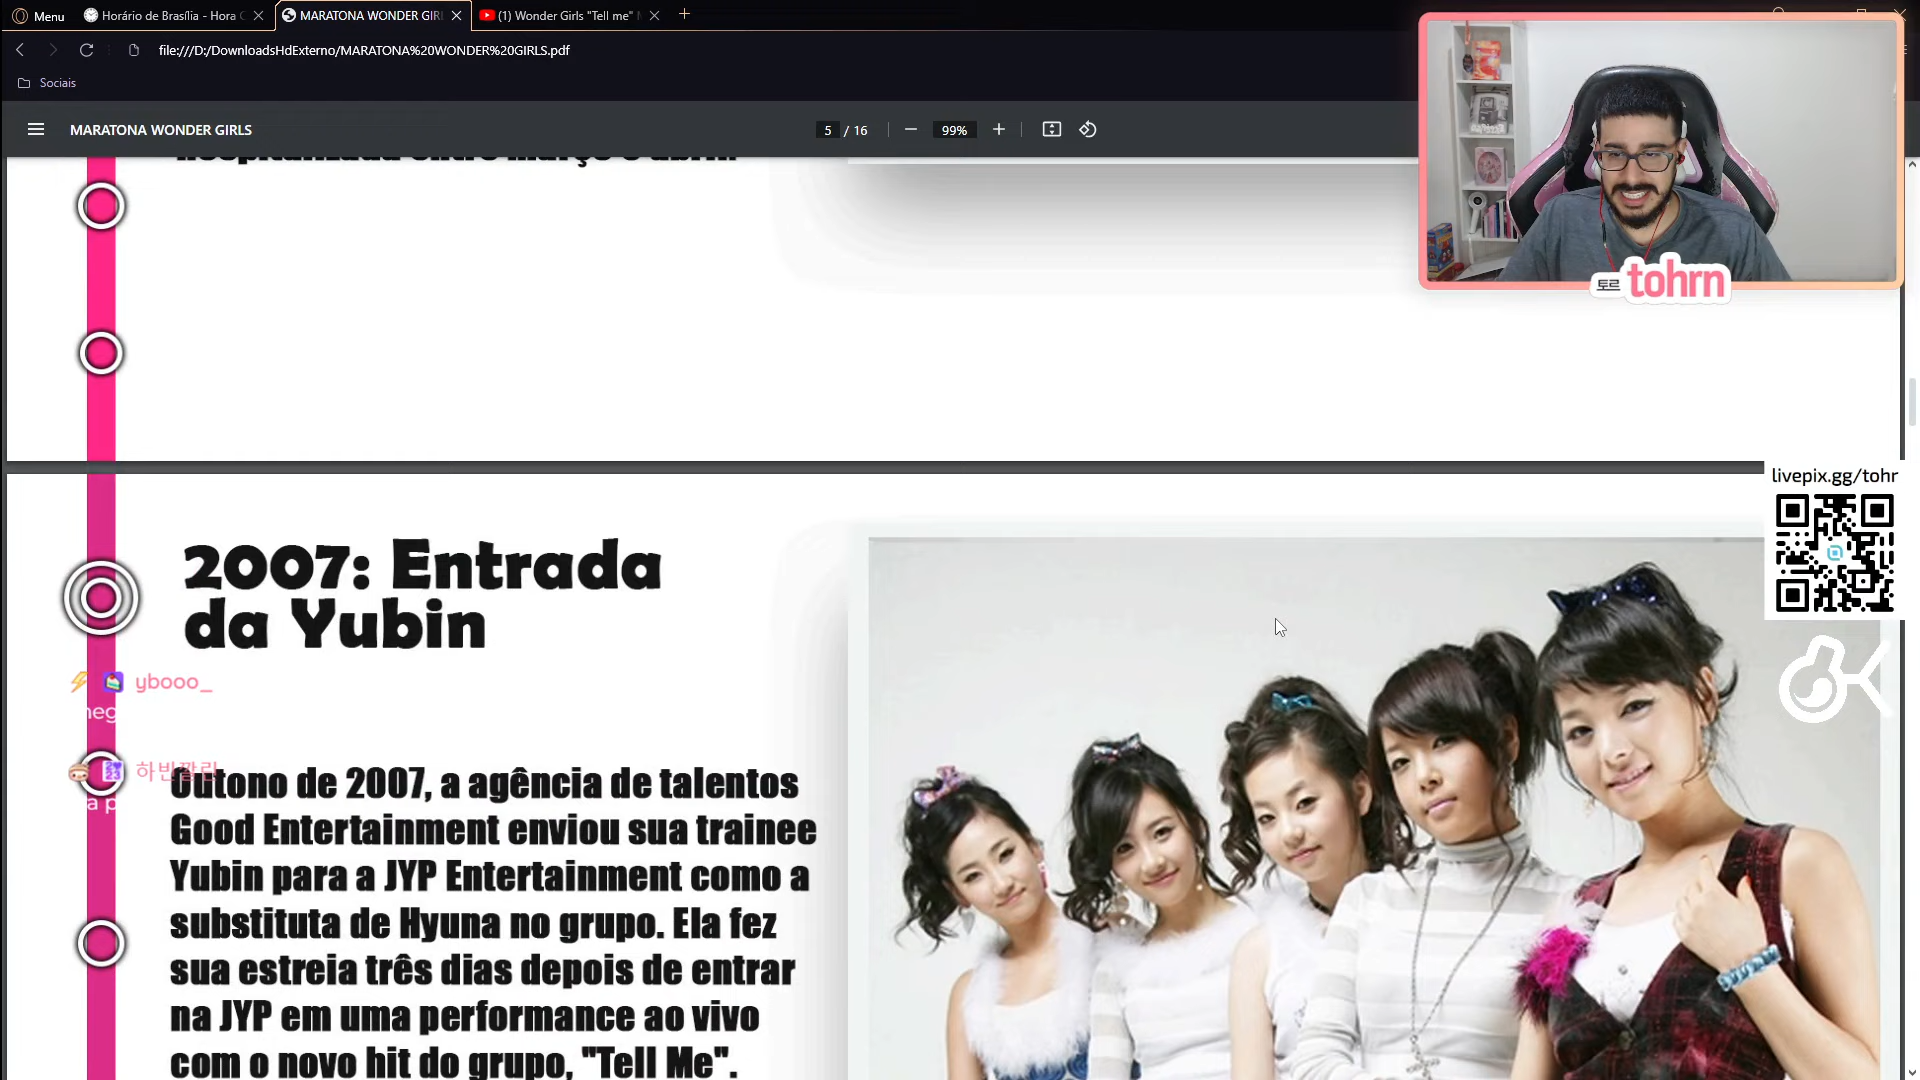 Menu
Horário de Brasília - Hora
MARATONA WONDER GIRL
(1) Wonder Girls "Tell me"
file:///D:/DownloadsHdExterno/MARATONA%20WONDER%20GIRLS.pdf
Sociais
MARATONA WONDER GIRLS
5 / 16
99%
토르 tohrn
livepix.gg/tohr
2007: Entrada
da Yubin
ybooo_
하빈깔린
Outono de 2007, a agência de talentos
Good Entertainment enviou sua trainee
Yubin para a JYP Entertainment como a
substituta de Hyuna no grupo. Ela fez
sua estreia três dias depois de entrar
na JYP em uma performance ao vivo
com o novo hit do grupo, "Tell Me".